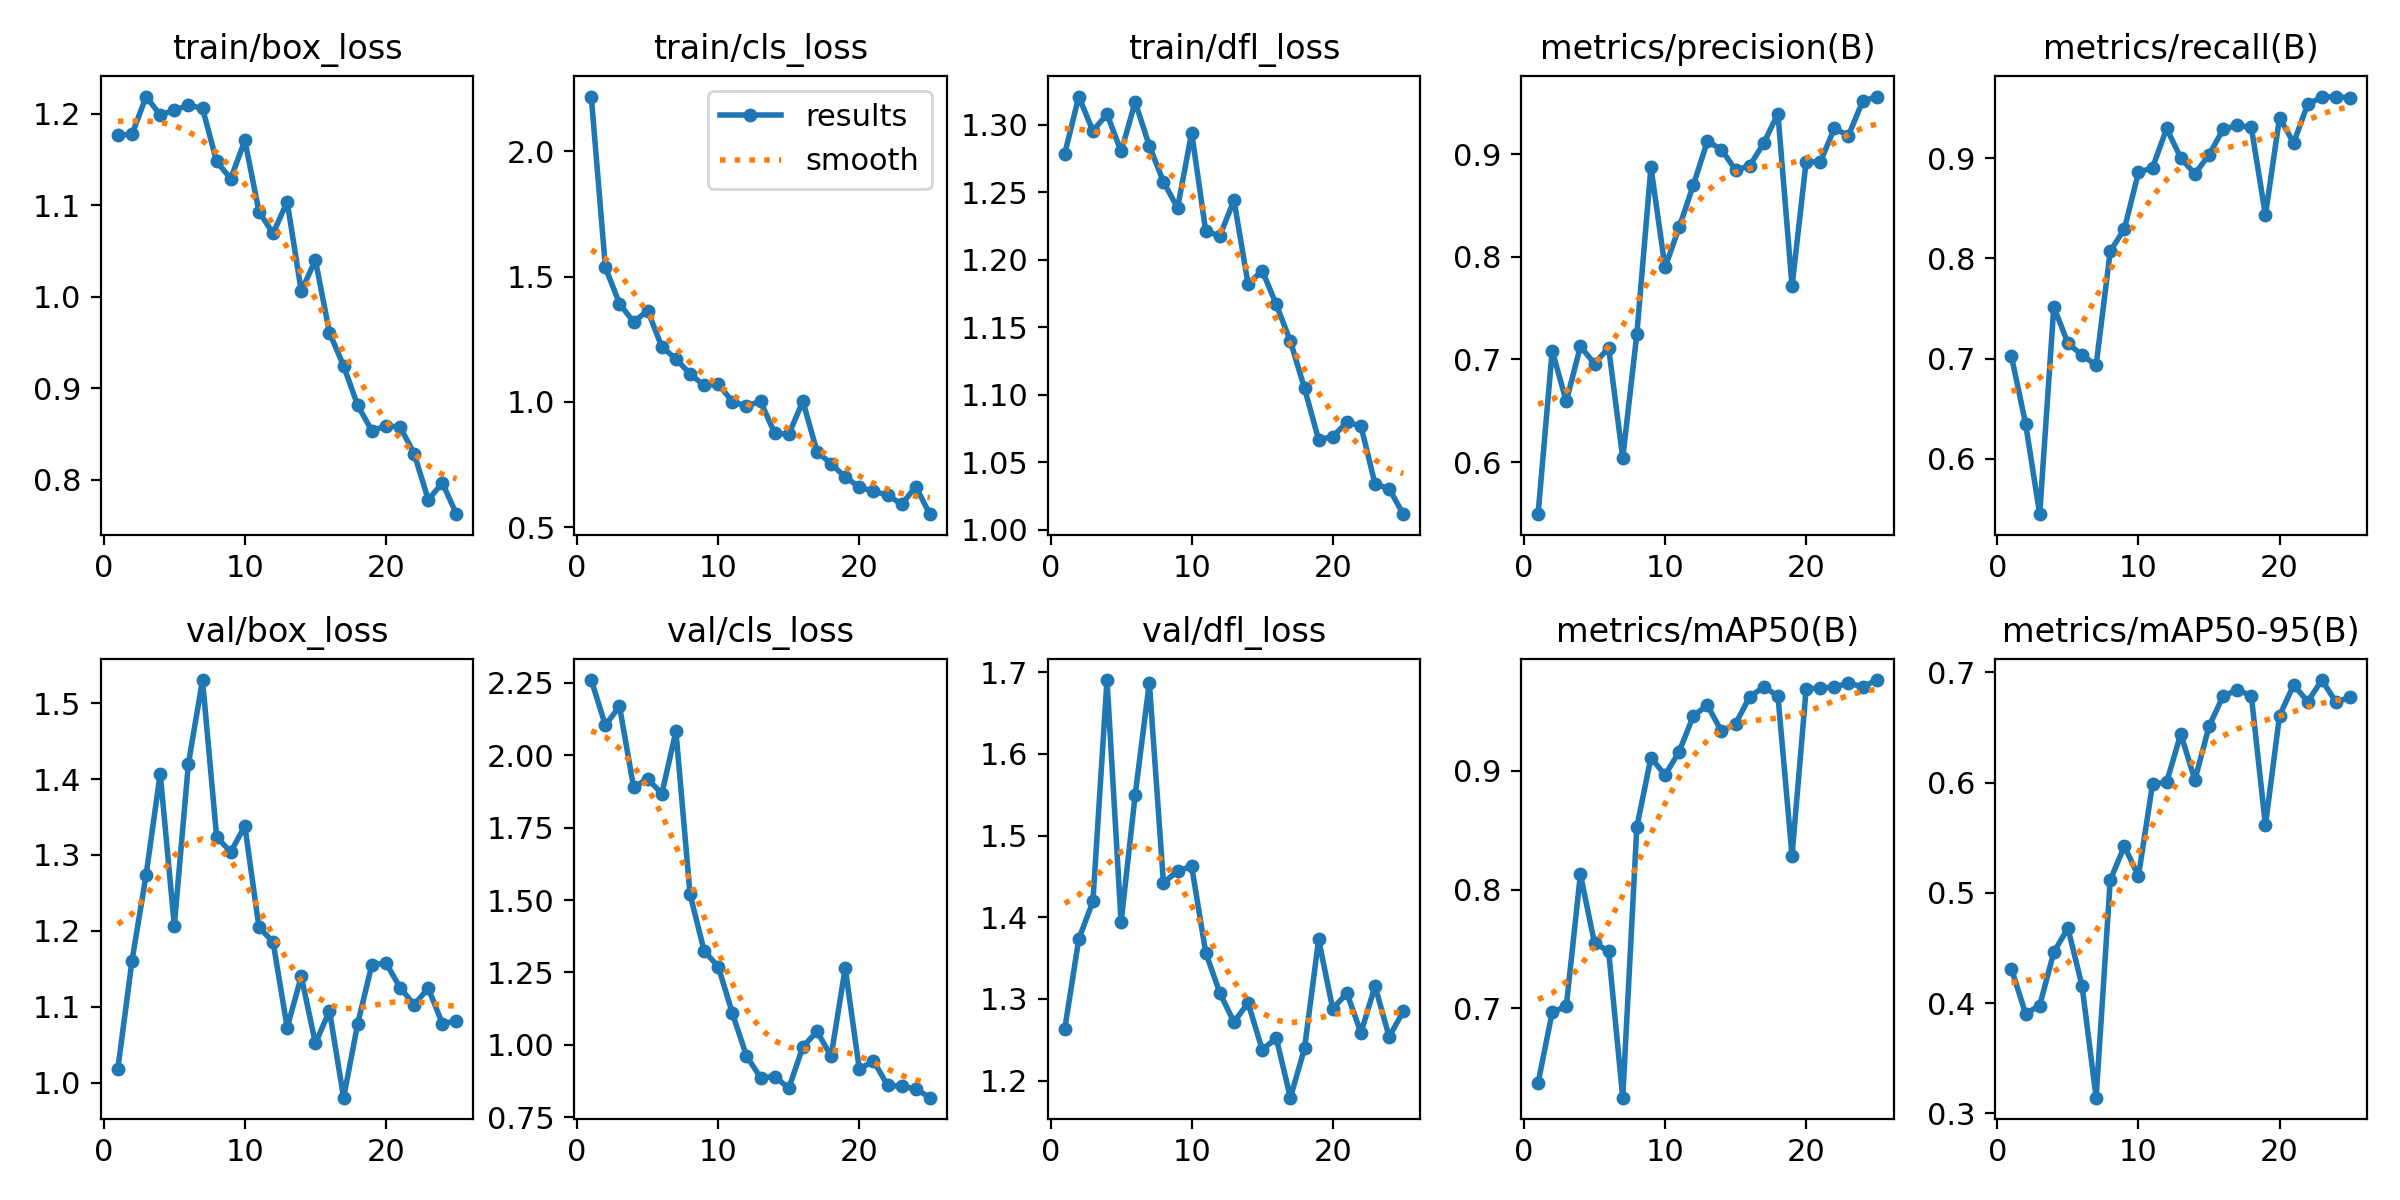 train/box_loss
1.2
1.1
1.0
0.9
0.8
0 10 20
train/cls_loss
results
smooth
2.0
1.5
1.0
0.5
0 10 20
train/dfl_loss
1.30
1.25
1.20
1.15
1.10
1.05
1.00
0 10 20
metrics/precision(B)
0.9
0.8
0.7
0.6
0 10 20
metrics/recall(B)
0.9
0.8
0.7
0.6
0 10 20
val/box_loss
1.5
1.4
1.3
1.2
1.1
1.0
0 10 20
val/cls_loss
2.25
2.00
1.75
1.50
1.25
1.00
0.75
0 10 20
val/dfl_loss
1.7
1.6
1.5
1.4
1.3
1.2
0 10 20
metrics/mAP50(B)
0.9
0.8
0.7
0 10 20
metrics/mAP50-95(B)
0.7
0.6
0.5
0.4
0.3
0 10 20